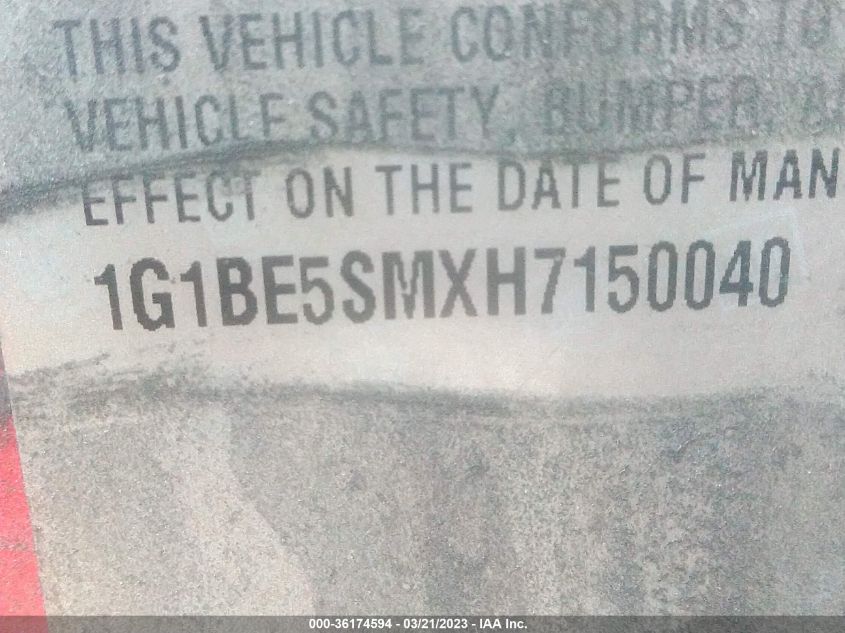 THIS VEHICLE CONFORMS TO
VEHICLE SAFETY, BUMPER, A
EFFECT ON THE DATE OF MAN
1G1BE5SMXH7150040
000-36174594 - 03/21/2023 - IAA Inc.